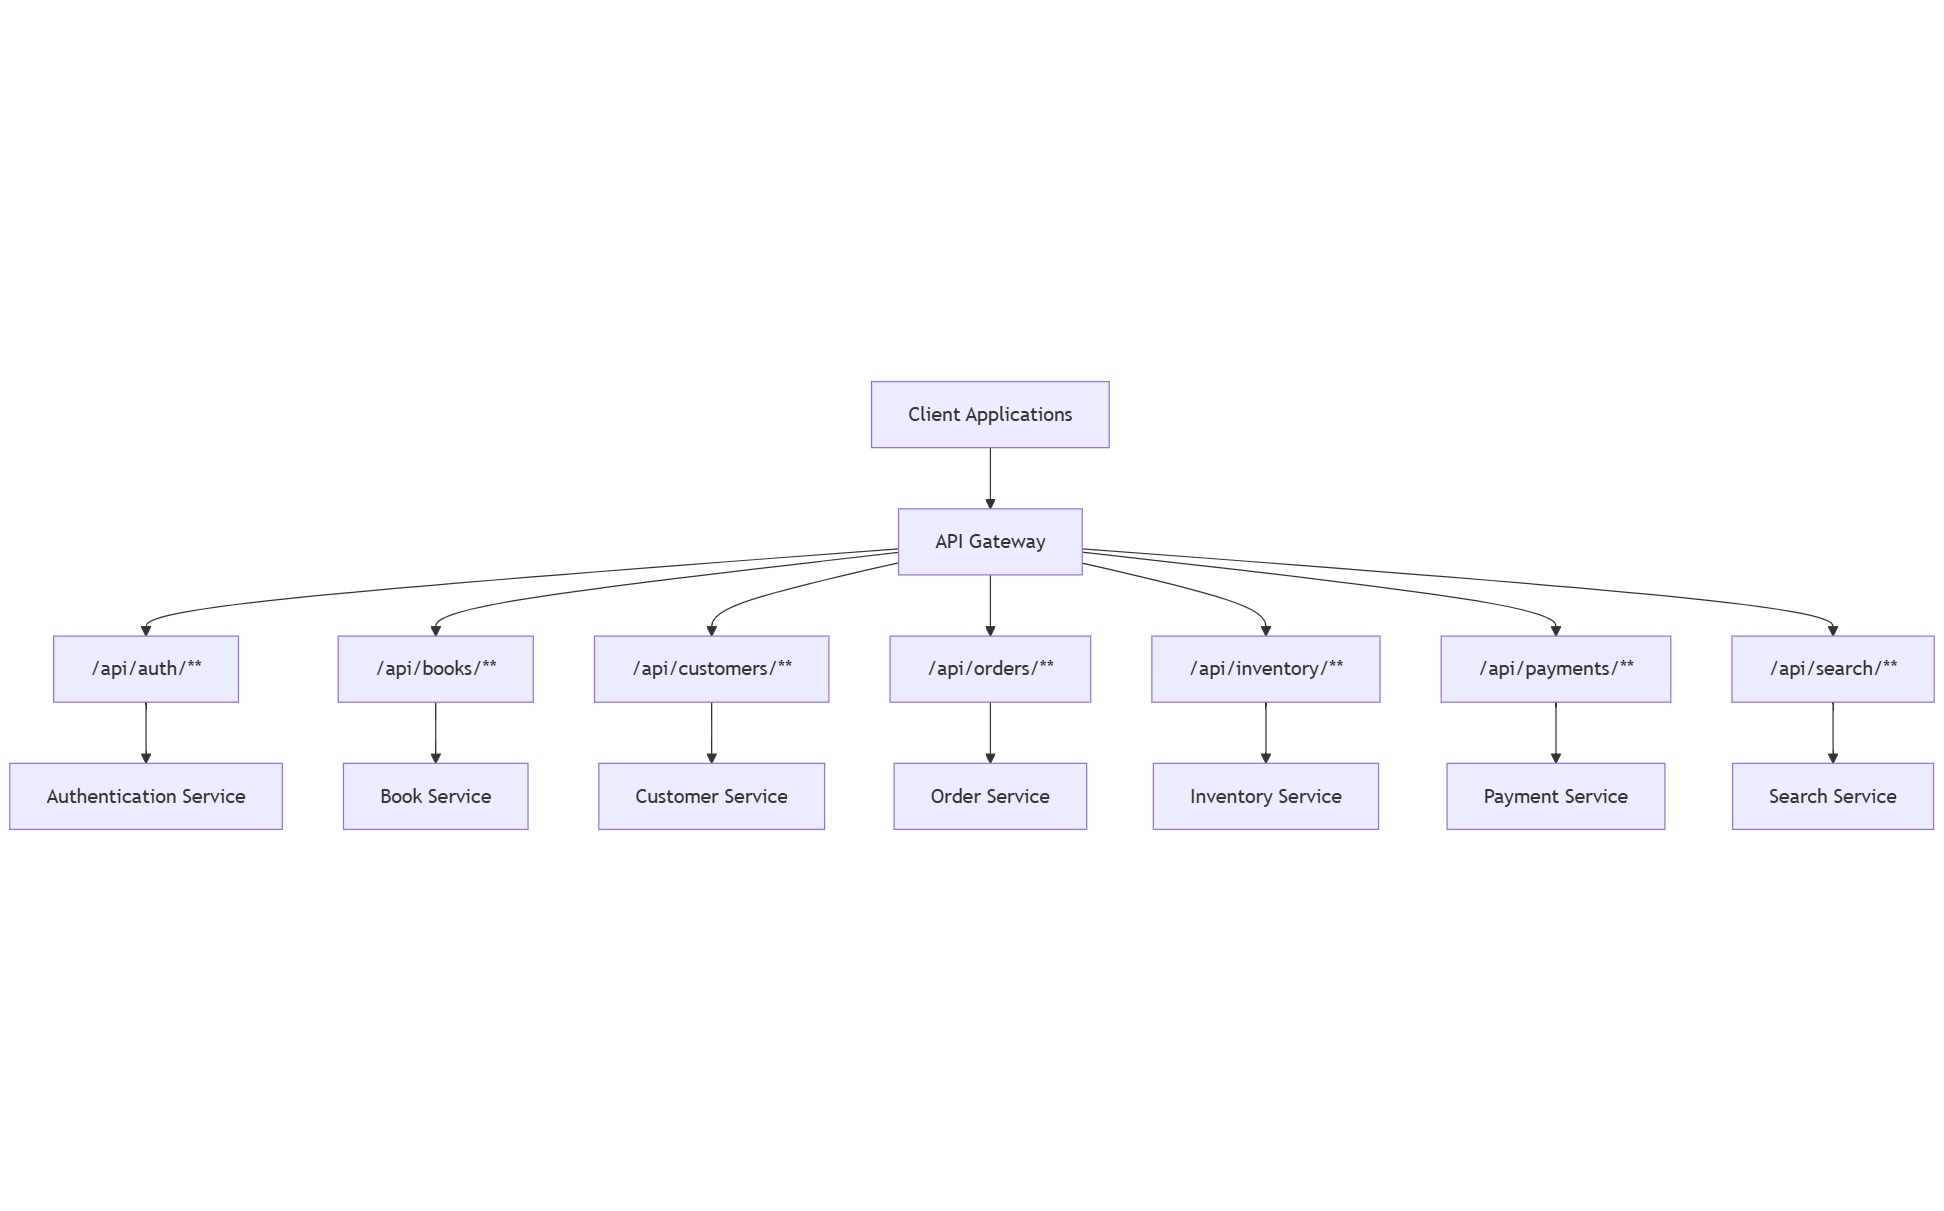 Client Applications
API Gateway
/api/auth/**
/api/books/**
/api/customers/**
/api/orders/**
/api/inventory/**
/api/payments/**
/api/search/**
Authentication Service
Book Service
Customer Service
Order Service
Inventory Service
Payment Service
Search Service